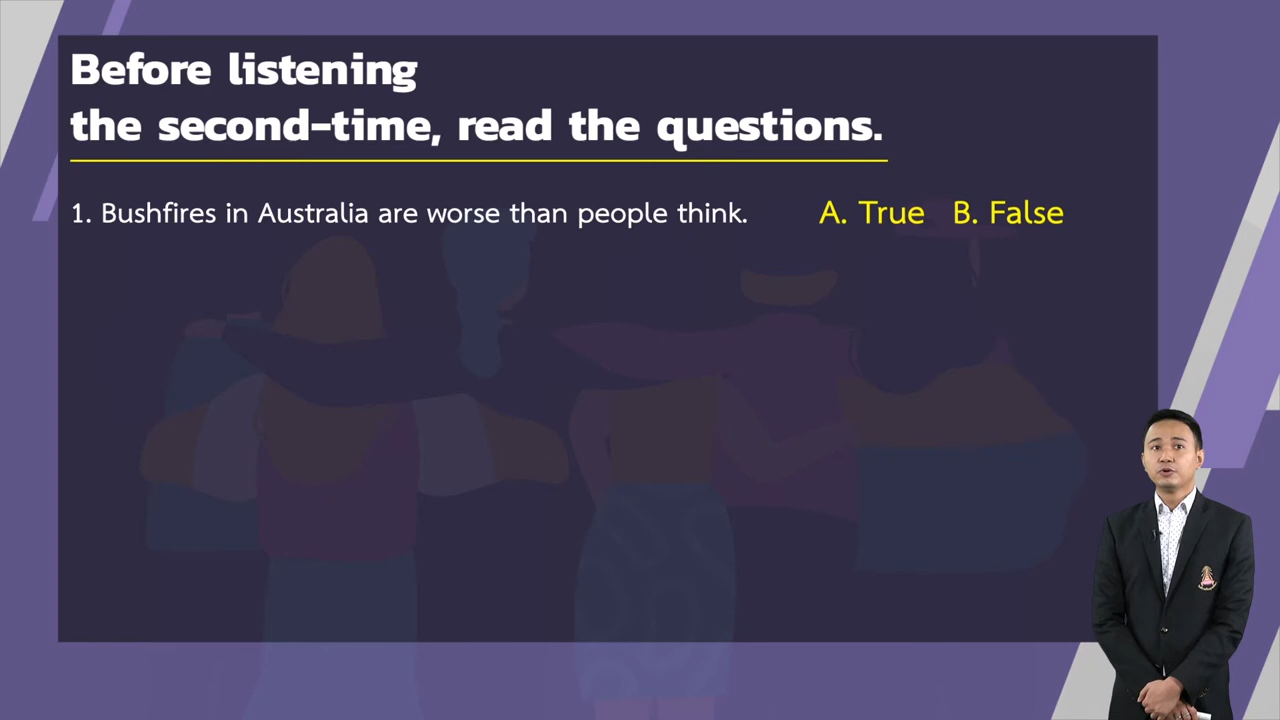 Before listening
the second-time, read the questions.
1. Bushfires in Australia are worse than people think. A. True B. False